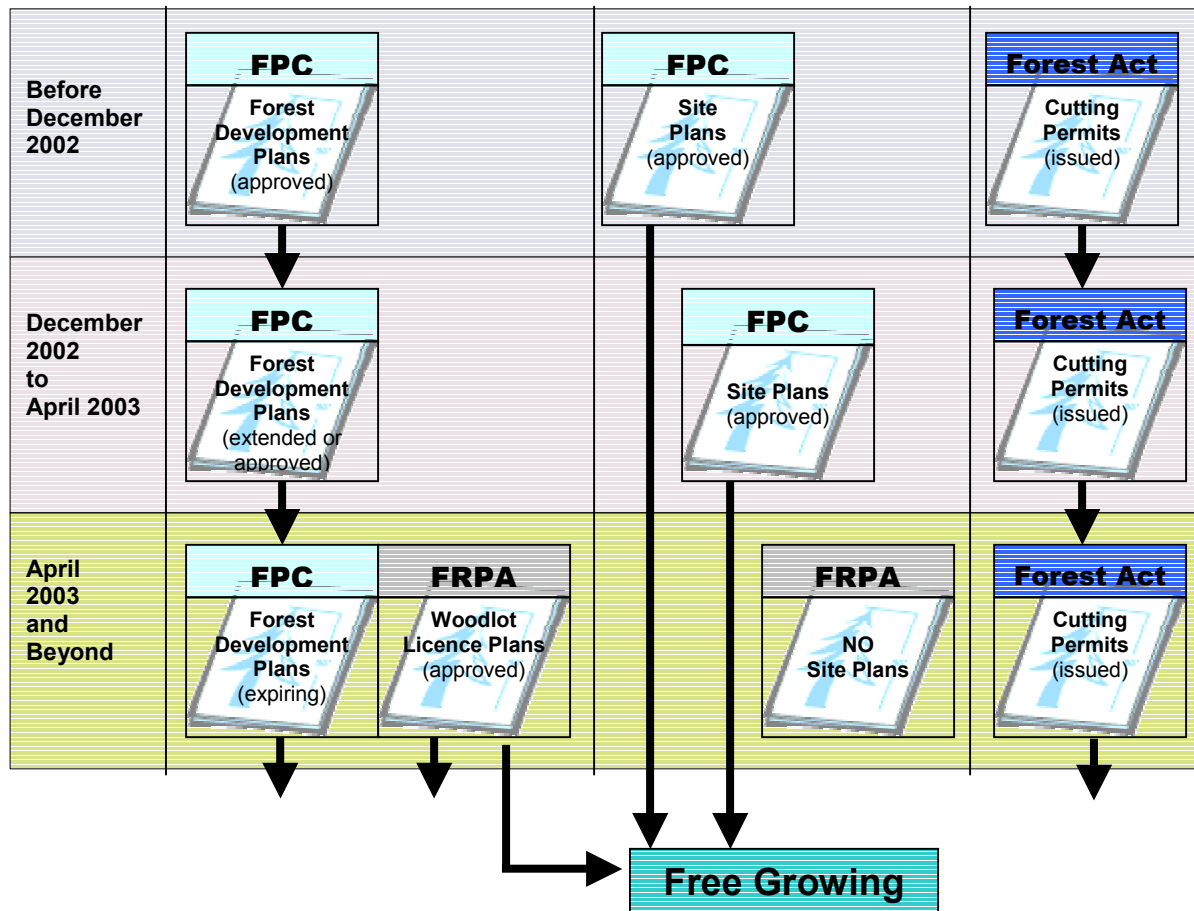 Before
December
2002
FPC
Forest
Development
Plans
(approved)
FPC
Site
Plans
(approved)
Forest Act
Cutting
Permits
(issued)
December
2002
to
April 2003
FPC
Forest
Development
Plans
(extended or
approved)
FPC
Site Plans
(approved)
Forest Act
Cutting
Permits
(issued)
April
2003
and
Beyond
FPC
Forest
Development
Plans
(expiring)
FRPA
Woodlot
Licence Plans
(approved)
FRPA
NO
Site Plans
Forest Act
Cutting
Permits
(issued)
Free Growing